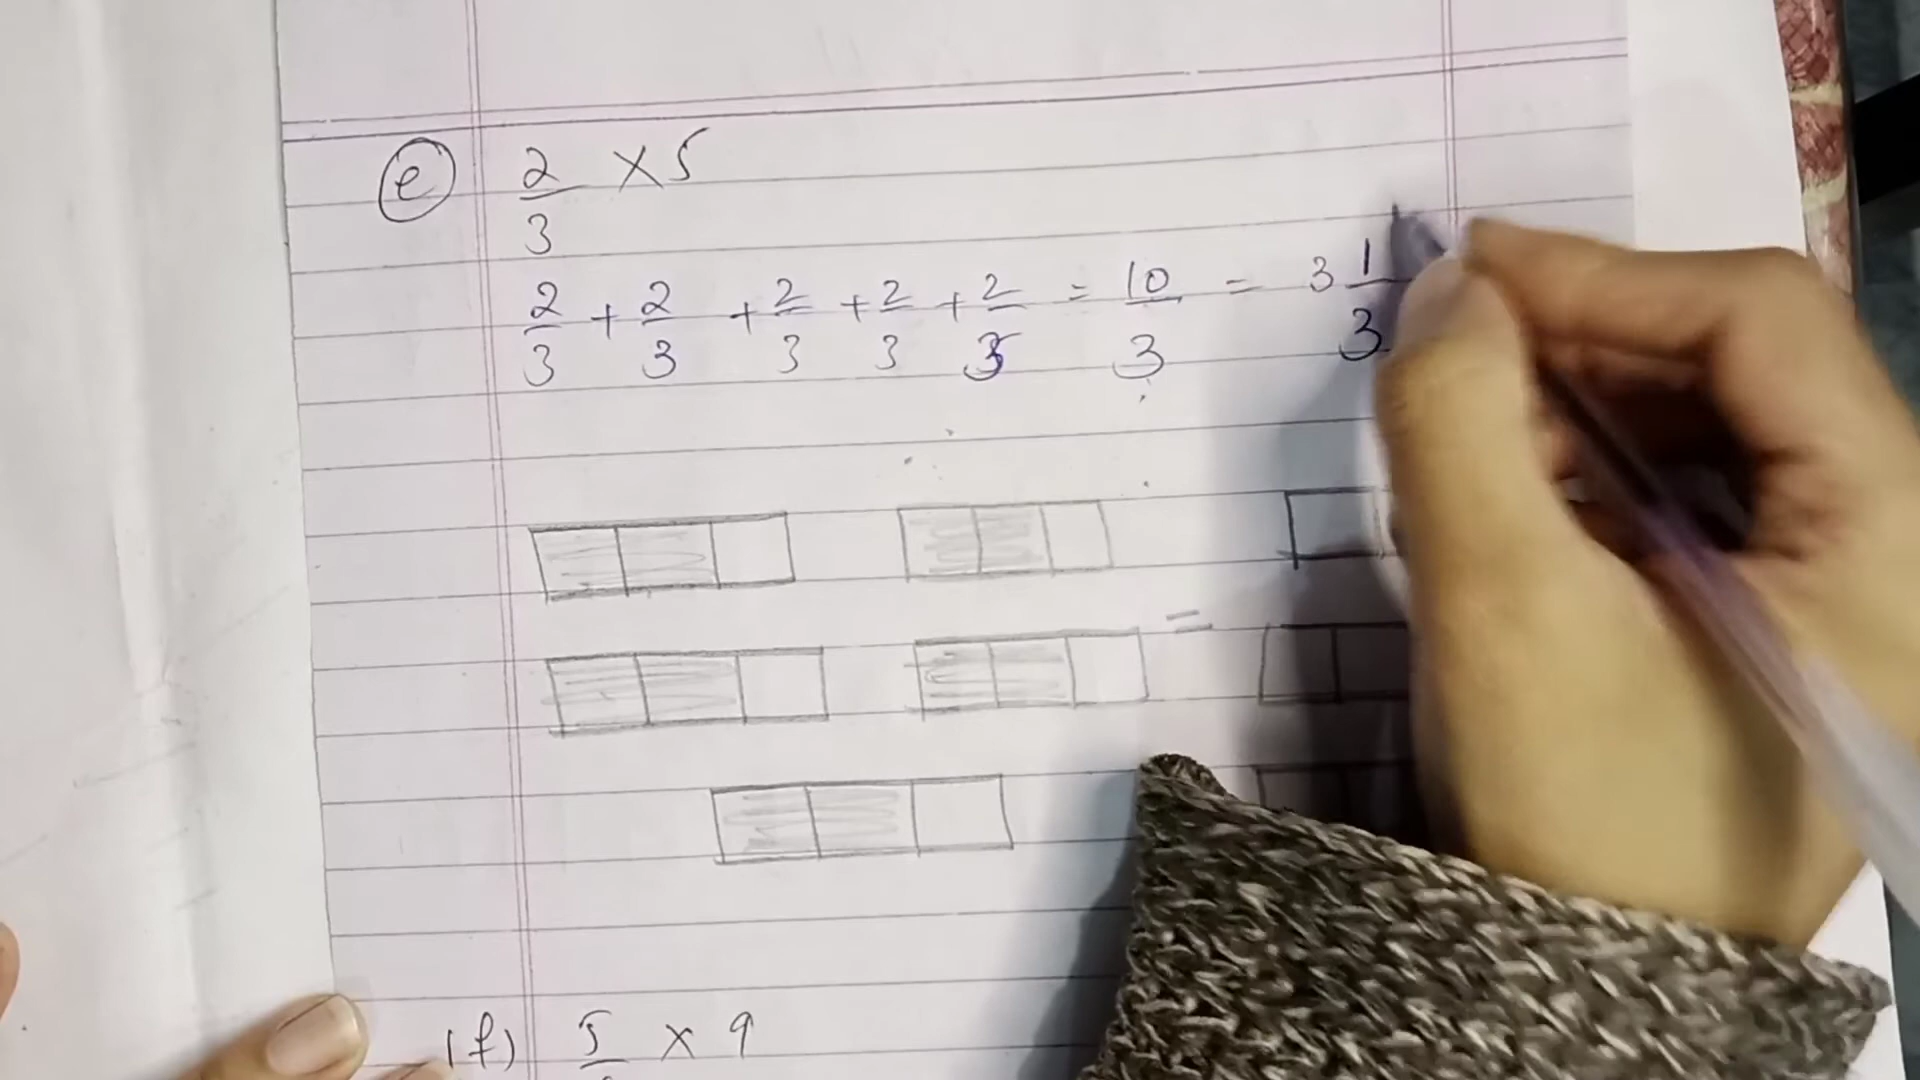 (e) 2/3 × 5
2/3 + 2/3 + 2/3 + 2/3 + 2/3 = 10/3 = 3 1/3
=
(f) 5 × 9